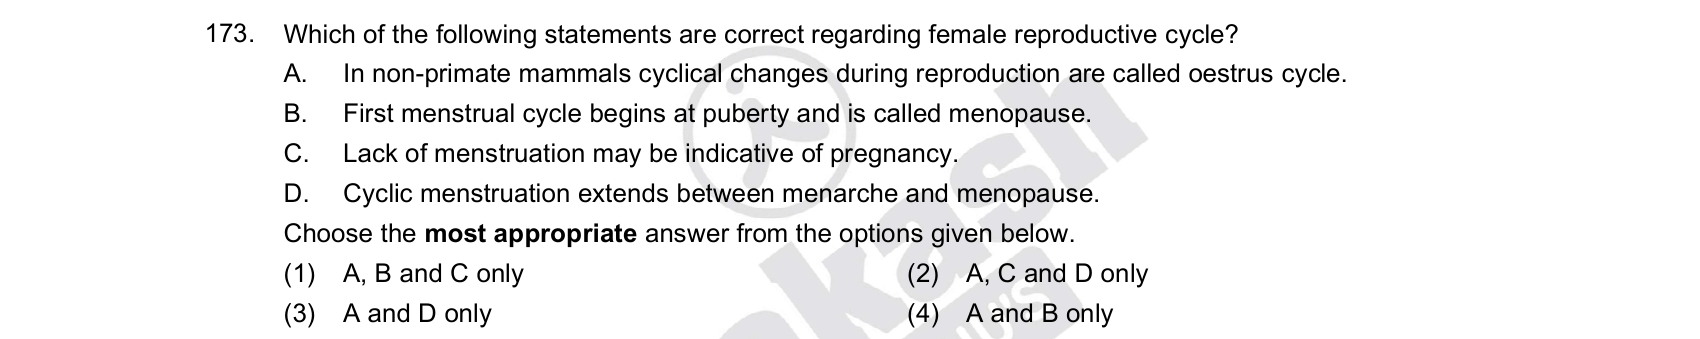 173. Which of the following statements are correct regarding female reproductive cycle?
A. In non-primate mammals cyclical changes during reproduction are called oestrus cycle.
B. First menstrual cycle begins at puberty and is called menopause.
C. Lack of menstruation may be indicative of pregnancy.
D. Cyclic menstruation extends between menarche and menopause.
Choose the most appropriate answer from the options given below.
(1) A, B and C only (2) A, C and D only
(3) A and D only (4) A and B only